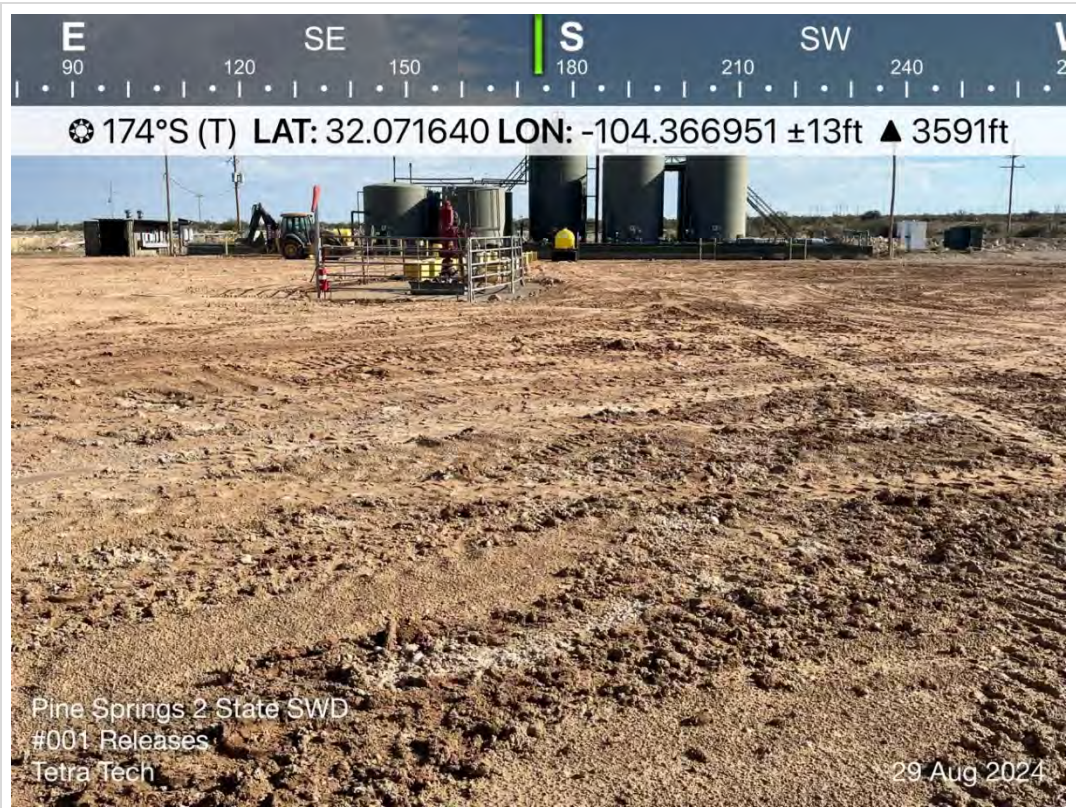 E SE S SW
90 120 150 180 210 240
174°S (T) LAT: 32.071640 LON: -104.366951 ±13ft ▲ 3591ft
Pine Springs 2 State SWD
#001 Releases
Tetra Tech
29 Aug 2024